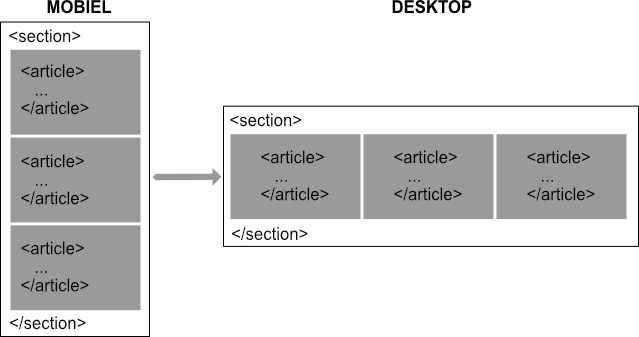 MOBIEL
<section>
<article>
...
</article>
<article>
...
</article>
<article>
...
</article>
</section>
DESKTOP
<section>
<article>
...
</article>
<article>
...
</article>
<article>
...
</article>
</section>